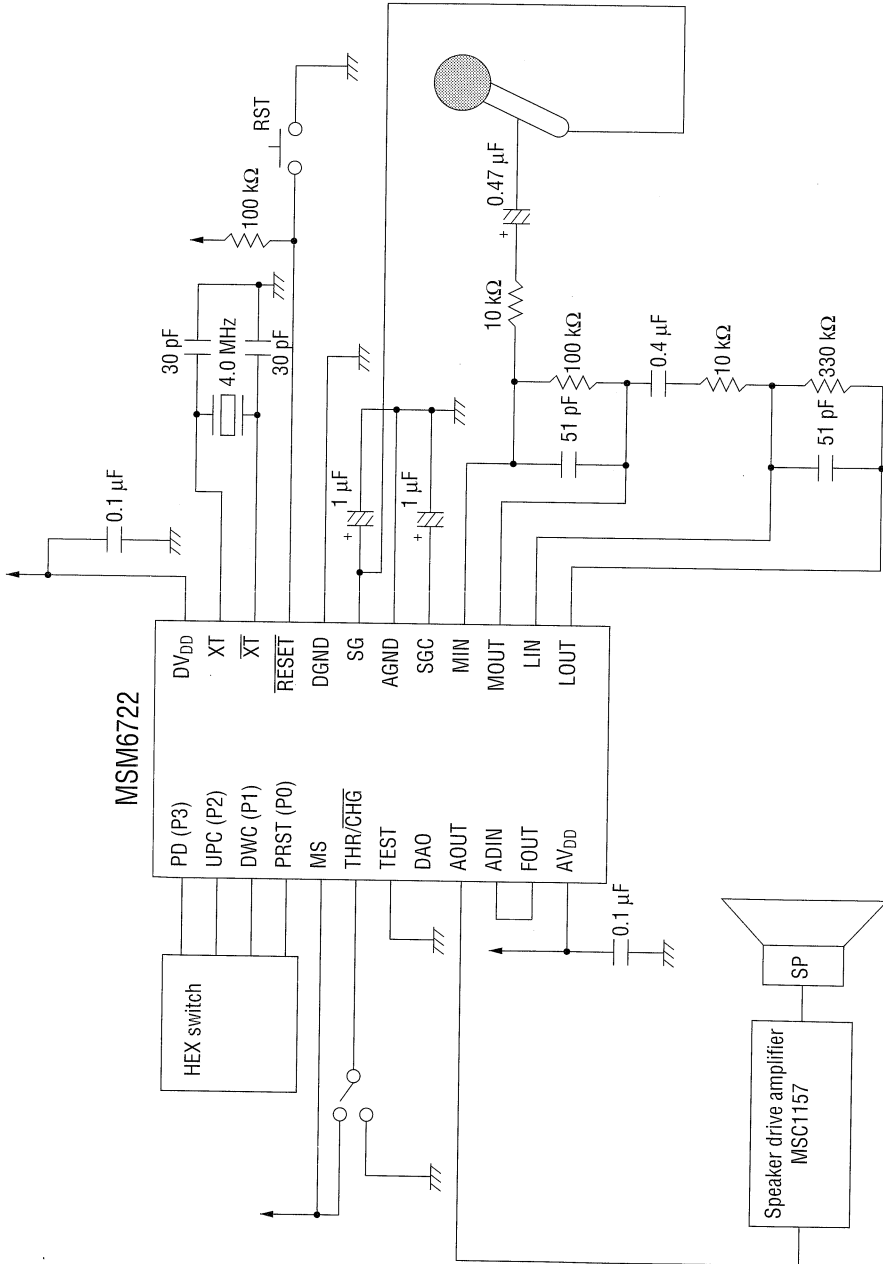 MSM6722
HEX switch
PD (P3)
UPC (P2)
DWC (P1)
PRST (P0)
MS
THR/CHG
TEST
DAO
AOUT
ADIN
FOUT
AVDD
DVDD
XT
XT
RESET
DGND
SG
AGND
SGC
MIN
MOUT
LIN
LOUT
0.1 µF
30 pF
4.0 MHz
30 pF
100 kΩ
RST
+
1 µF
+
1 µF
+
0.47 µF
10 kΩ
51 pF
100 kΩ
0.4 µF
10 kΩ
51 pF
330 kΩ
0.1 µF
Speaker drive amplifier
MSC1157
SP